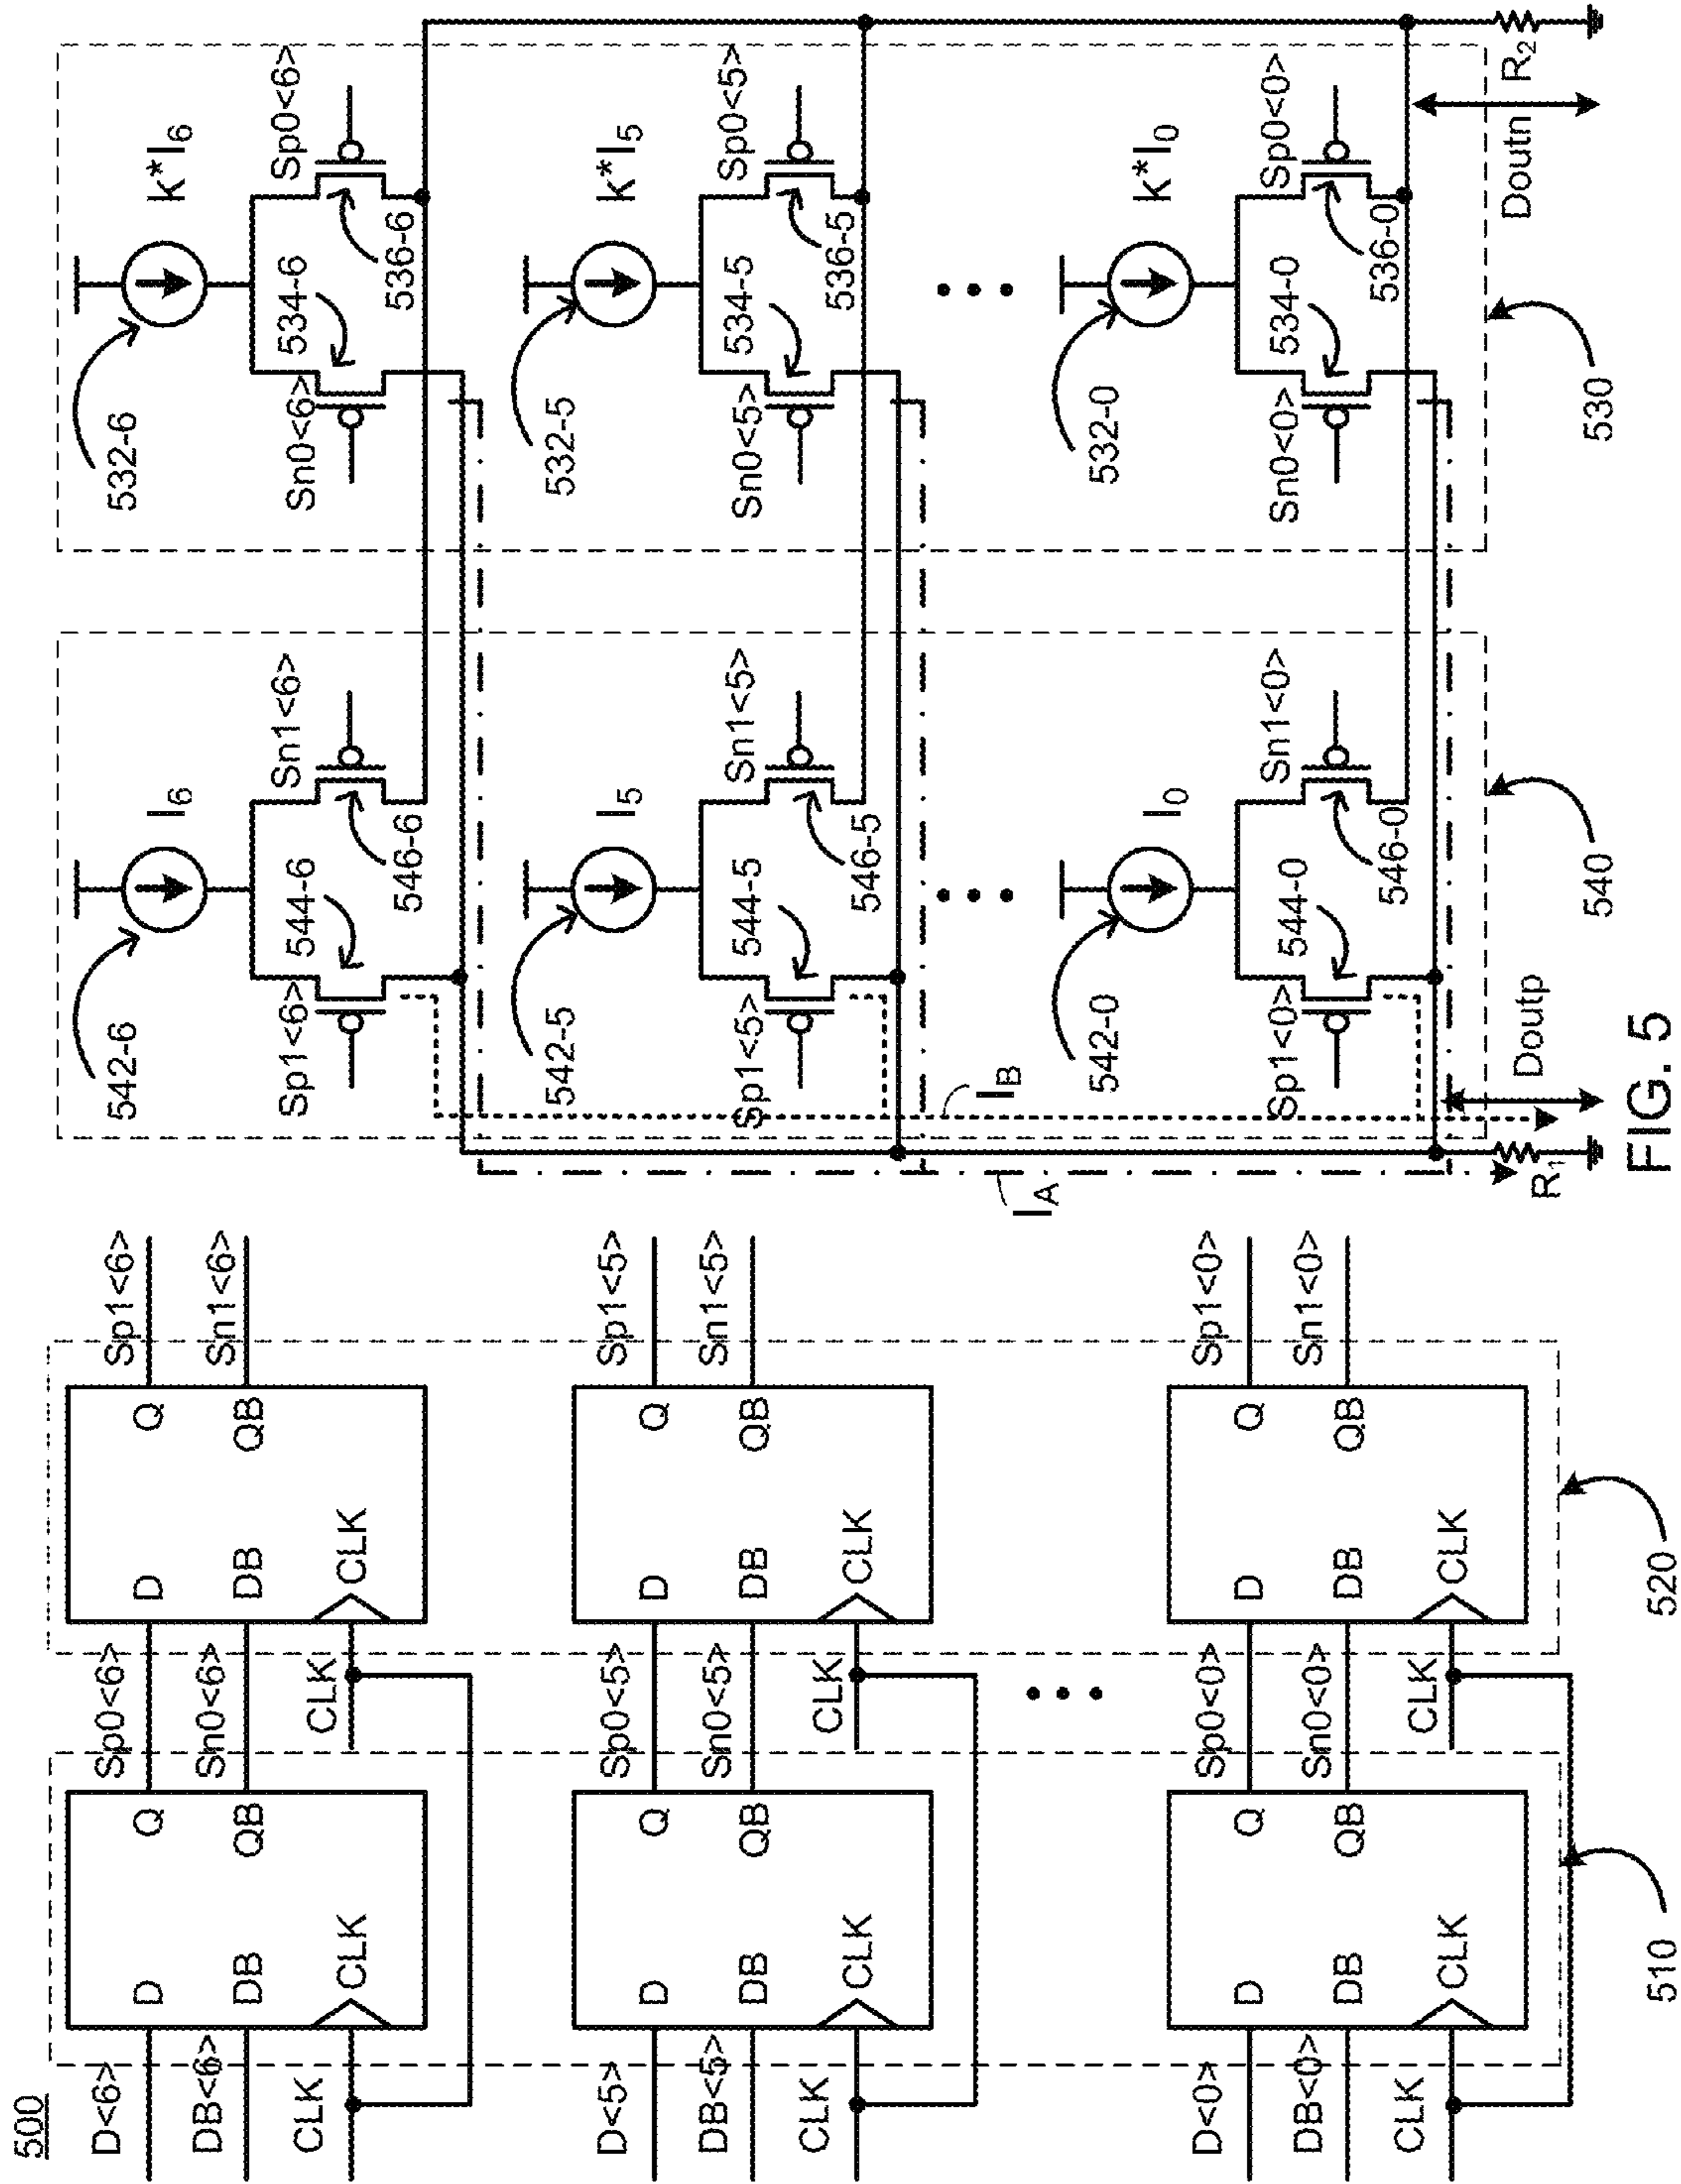 500
D<6>
DB<6>
CLK
D
DB
CLK
Q
QB
Sp0<6>
Sn0<6>
CLK
D
DB
CLK
Q
QB
Sp1<6>
Sn1<6>
D<5>
DB<5>
CLK
D
DB
CLK
Q
QB
Sp0<5>
Sn0<5>
CLK
D
DB
CLK
Q
QB
Sp1<5>
Sn1<5>
D<0>
DB<0>
CLK
D
DB
CLK
Q
QB
Sp0<0>
Sn0<0>
CLK
D
DB
CLK
Q
QB
Sp1<0>
Sn1<0>
510
520
542-6
I6
Sp1<6>
544-6
546-6
Sn1<6>
532-6
k*I6
Sn0<6>
534-6
536-6
Sp0<6>
542-5
I5
Sp1<5>
544-5
546-5
Sn1<5>
532-5
k*I5
Sn0<5>
534-5
536-5
Sp0<5>
IA
IB
542-0
I0
Sp1<0>
544-0
546-0
Sn1<0>
532-0
k*I0
Sn0<0>
534-0
536-0
Sp0<0>
R1
Doutp
Doutn
R2
540
530
FIG. 5